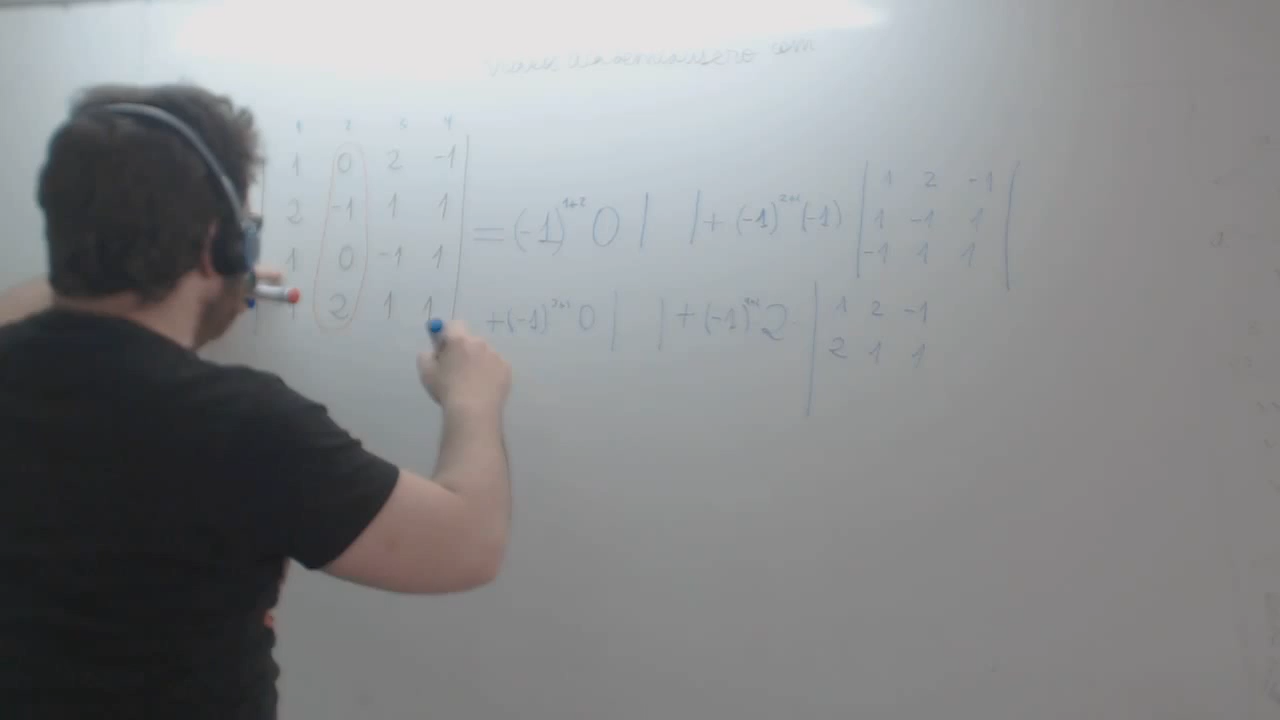 1 2 3 4
1 0 2 -1
2 -1 1 1
1 0 -1 1
2 1 1
= (-1)^{1+2} 0 | | + (-1)^{2+2} (-1) | 1 2 -1 |
1 -1 1
-1 1 1
+ (-1)^{3+2} 0 | | + (-1)^{4+2} 2 · | 1 2 -1
2 1 1